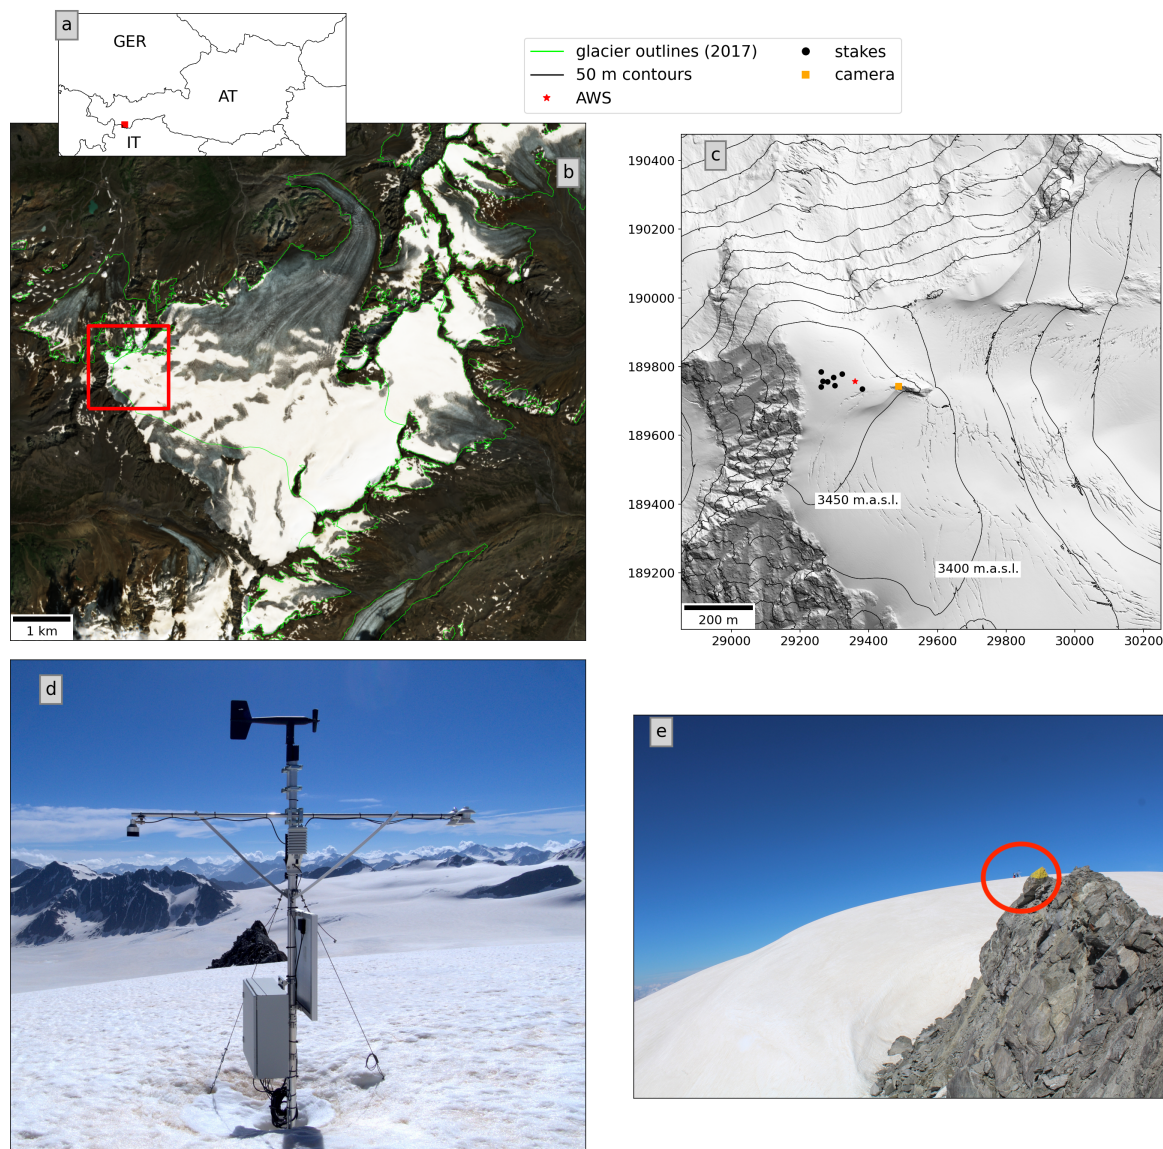 a
GER
AT
IT
glacier outlines (2017)
50 m contours
AWS
stakes
camera
b
1 km
c
190400
190200
190000
189800
189600
189400
189200
3450 m.a.s.l.
3400 m.a.s.l.
200 m
29000
29200
29400
29600
29800
30000
30200
d
e